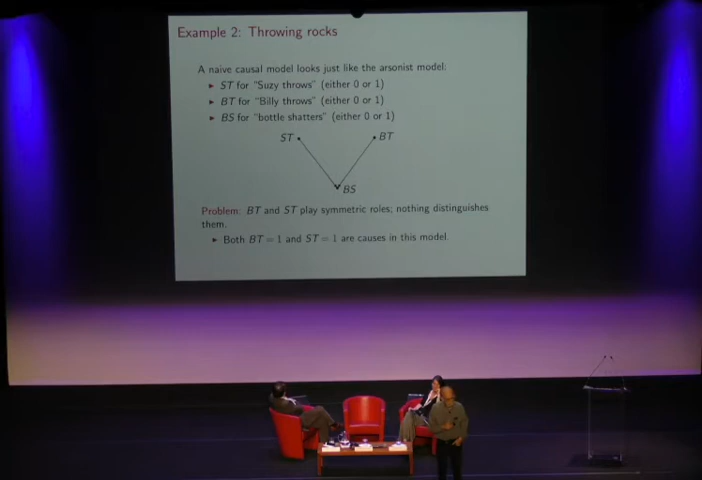 Example 2: Throwing rocks
A naive causal model looks just like the arsonist model:
► ST for "Suzy throws" (either 0 or 1)
► BT for "Billy throws" (either 0 or 1)
► BS for "bottle shatters" (either 0 or 1)
ST BT
BS
Problem: BT and ST play symmetric roles; nothing distinguishes
them.
► Both BT = 1 and ST = 1 are causes in this model.